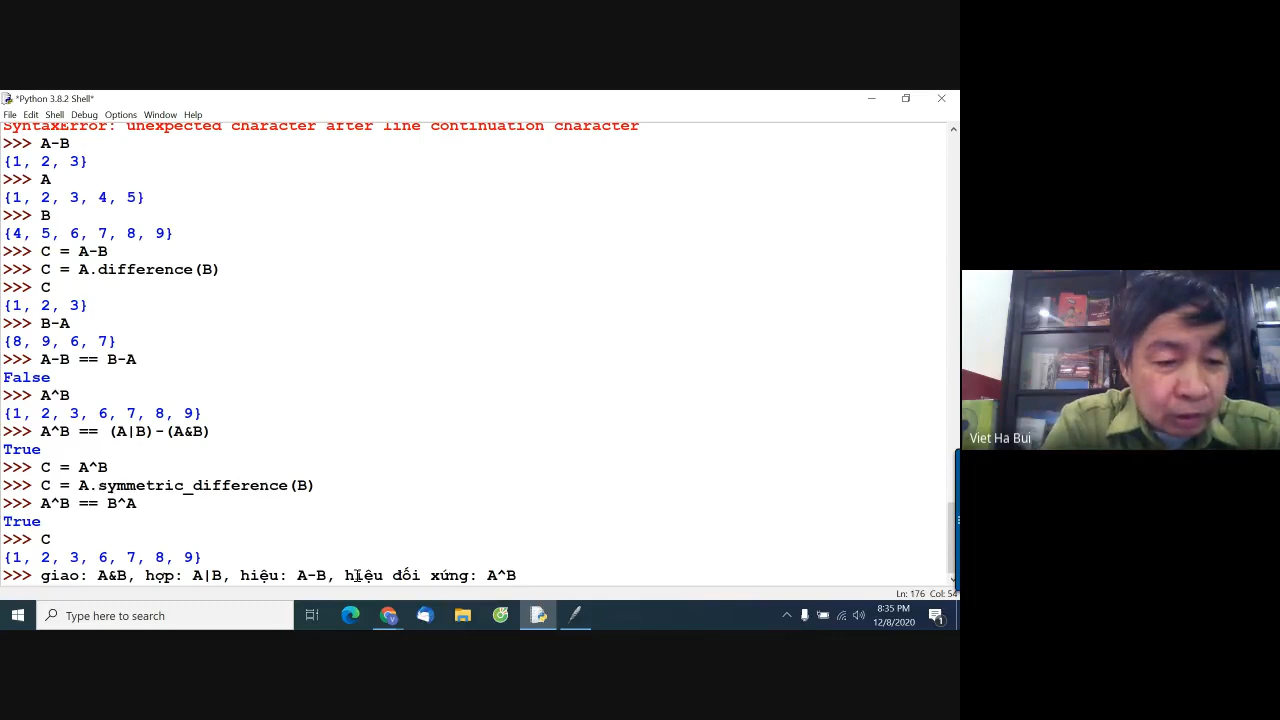 *Python 3.8.2 Shell*
File Edit Shell Debug Options Window Help
SyntaxError: unexpected character after line continuation character
>>> A-B
{1, 2, 3}
>>> A
{1, 2, 3, 4, 5}
>>> B
{4, 5, 6, 7, 8, 9}
>>> C = A-B
>>> C = A.difference(B)
>>> C
{1, 2, 3}
>>> B-A
{8, 9, 6, 7}
>>> A-B == B-A
False
>>> A^B
{1, 2, 3, 6, 7, 8, 9}
>>> A^B == (A|B)-(A&B)
True
>>> C = A^B
>>> C = A.symmetric_difference(B)
>>> A^B == B^A
True
>>> C
{1, 2, 3, 6, 7, 8, 9}
>>> giao: A&B, hợp: A|B, hiệu: A-B, hiệu đối xứng: A^B
Ln: 176 Col: 54
Type here to search
8:35 PM
12/8/2020
1
Viet Ha Bui